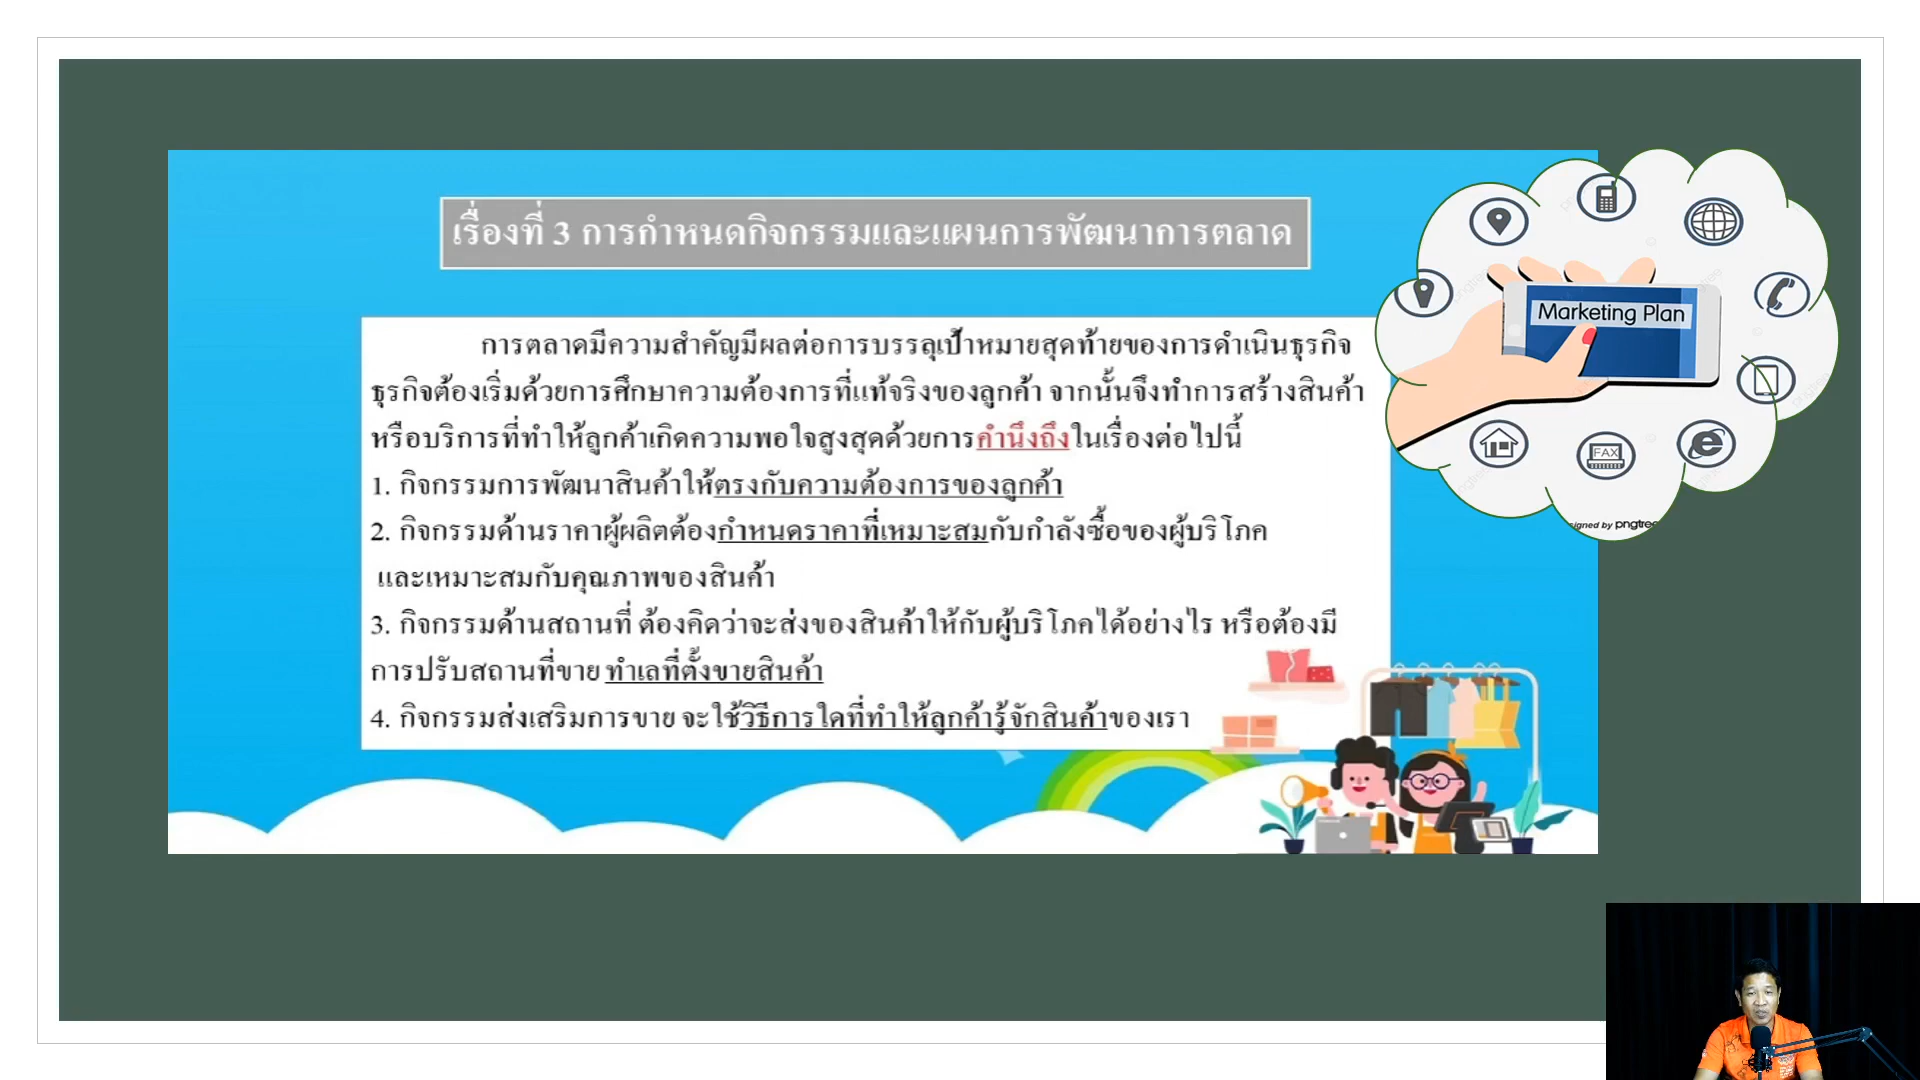 เรื่องที่ 3 การกำหนดกิจกรรมและแผนการพัฒนาการตลาด
การตลาดมีความสำคัญมีผลต่อการบรรลุเป้าหมายสุดท้ายของการดำเนินธุรกิจ
ธุรกิจต้องเริ่มด้วยการศึกษาความต้องการที่แท้จริงของลูกค้า จากนั้นจึงทำการสร้างสินค้า
หรือบริการที่ทำให้ลูกค้าเกิดความพอใจสูงสุดด้วยการคำนึงถึงในเรื่องต่อไปนี้
1. กิจกรรมการพัฒนาสินค้าให้ตรงกับความต้องการของลูกค้า
2. กิจกรรมด้านราคาผู้ผลิตต้องกำหนดราคาที่เหมาะสมกับกำลังซื้อของผู้บริโภค
และเหมาะสมกับคุณภาพของสินค้า
3. กิจกรรมด้านสถานที่ ต้องคิดว่าจะส่งของสินค้าให้กับผู้บริโภคได้อย่างไร หรือต้องมี
การปรับสถานที่ขาย ทำเลที่ตั้งขายสินค้า
4. กิจกรรมส่งเสริมการขาย จะใช้วิธีการใดที่ทำให้ลูกค้ารู้จักสินค้าของเรา
Marketing Plan
FAX
signed by pngtree